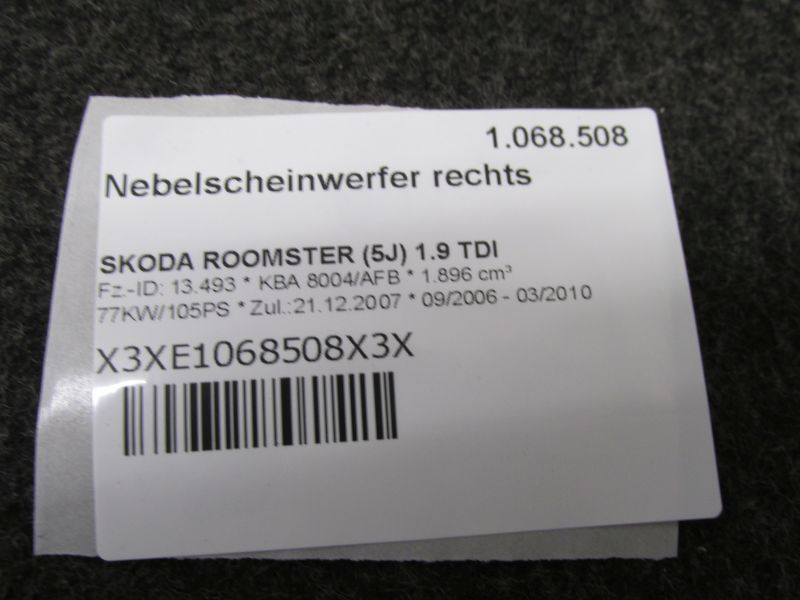 1.068.508
Nebelscheinwerfer rechts
SKODA ROOMSTER (5J) 1.9 TDI
Fz.-ID: 13.493 * KBA 8004/AFB * 1.896 cm³
77KW/105PS * Zul.:21.12.2007 * 09/2006 - 03/2010
X3XE1068508X3X